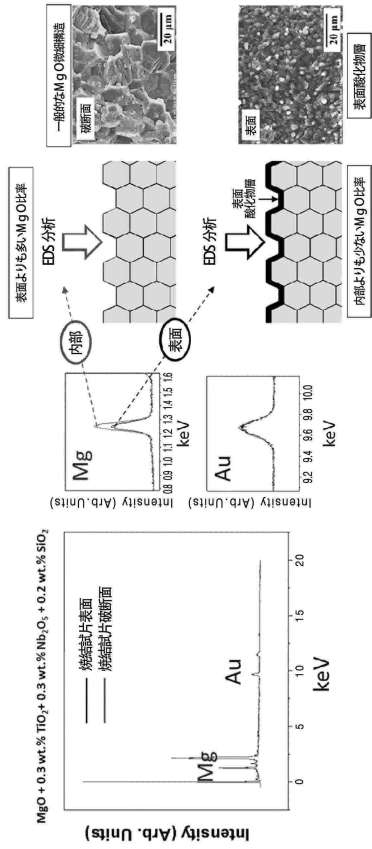 MgO + 0.3 wt.% TiO₂+ 0.3 wt.% Nb₂O₅ + 0.2 wt.% SiO₂
Intensity (Arb. Units)
焼結試片表面
焼結試片破断面
Mg
Au
0
5
10
15
20
keV
Intensity (Arb.Units)
Mg
0.8 0.9 1.0 1.1 1.2 1.3 1.4 1.5 1.6
keV
Intensity (Arb.Units)
Au
9.2 9.4 9.6 9.8 10.0
keV
内部
表面
表面よりも多いMgO比率
EDS 分析
一般的なMgO微細構造
破断面
20 μm
EDS 分析
表面
酸化物層
内部よりも少ないMgO比率
表面
20 μm
表面酸化物層